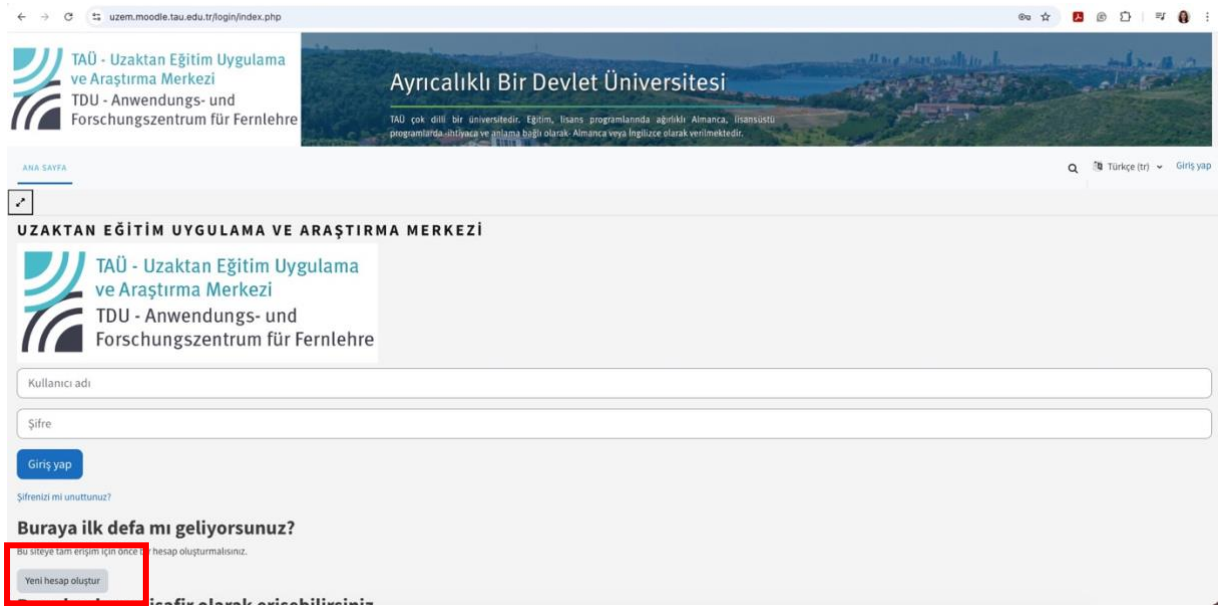 uzem.moodle.tau.edu.tr/login/index.php
TAÜ - Uzaktan Eğitim Uygulama
ve Araştırma Merkezi
TDU - Anwendungs- und
Forschungszentrum für Fernlehre
Ayrıcalıklı Bir Devlet Üniversitesi
TAÜ çok dilli bir üniversitedir. Eğitim, lisans programlarında ağırlıklı Almanca, lisansüstü
programlarda -ihtiyaca ve anlama bağlı olarak- Almanca veya İngilizce olarak verilmektedir.
ANA SAYFA
Türkçe (tr)
Giriş yap
UZAKTAN EĞİTİM UYGULAMA VE ARAŞTIRMA MERKEZİ
TAÜ - Uzaktan Eğitim Uygulama
ve Araştırma Merkezi
TDU - Anwendungs- und
Forschungszentrum für Fernlehre
Kullanıcı adı
Şifre
Giriş yap
Şifrenizi mi unuttunuz?
Buraya ilk defa mı geliyorsunuz?
Bu siteye tam erişim için önce bir hesap oluşturmalısınız.
Yeni hesap oluştur
olarak erişebilirsiniz